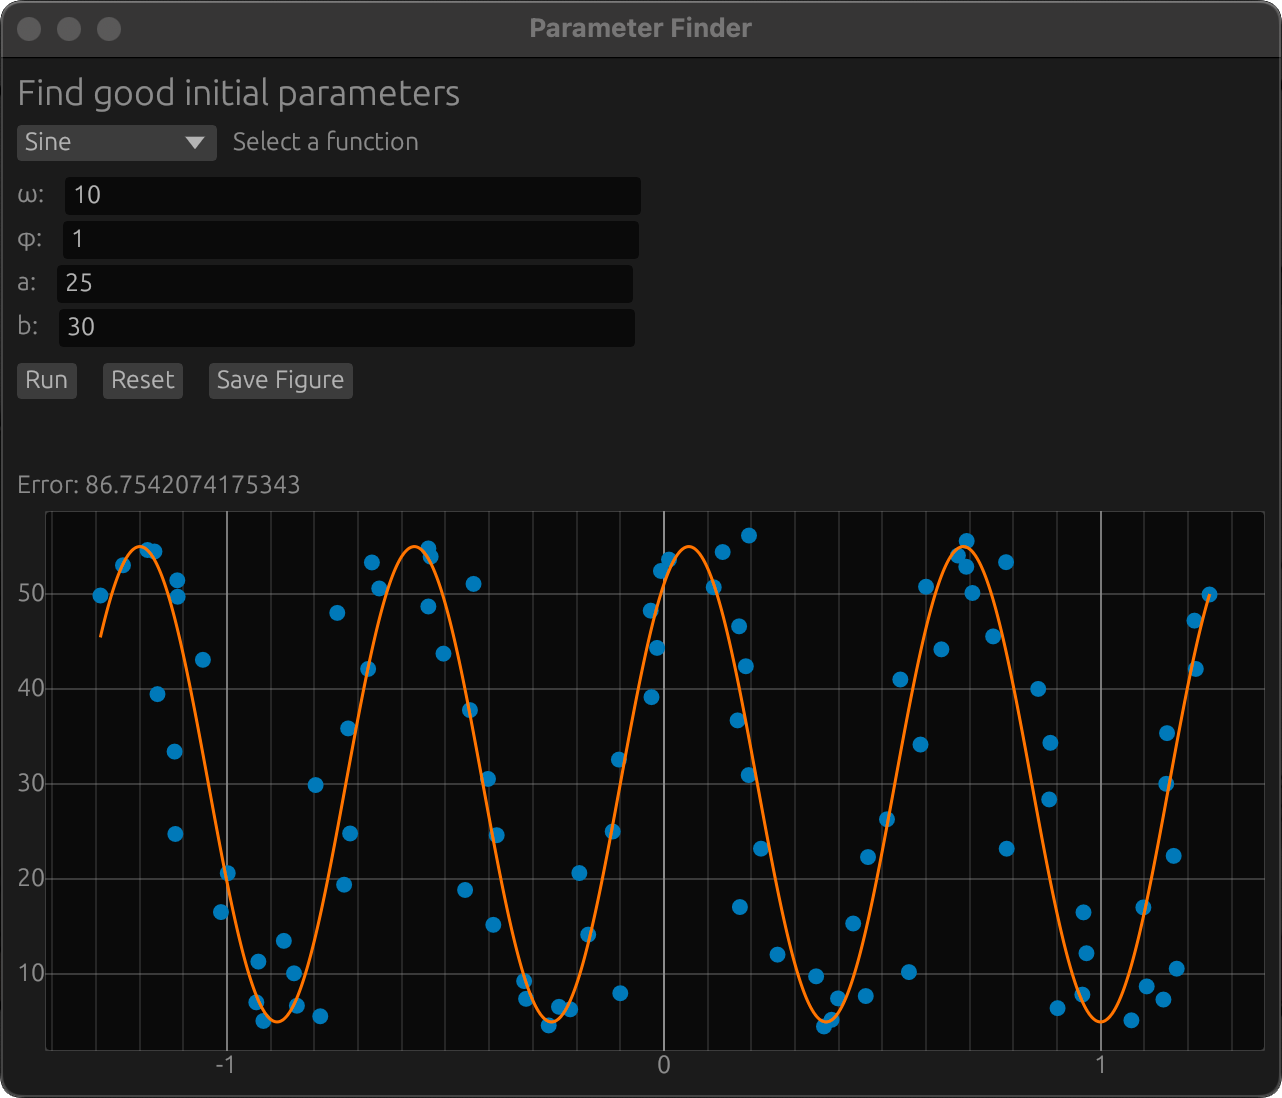 Parameter Finder
Find good initial parameters
Sine Select a function
ω: 10
φ: 1
a: 25
b: 30
Run Reset Save Figure
Error: 86.7542074175343
50
40
30
20
10
-1 0 1